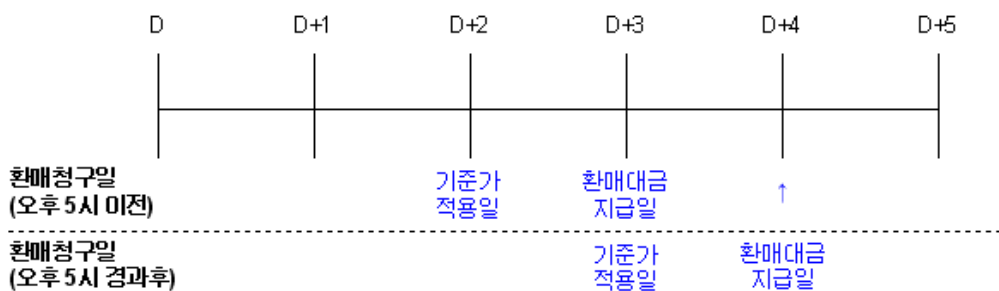 D D+1 D+2 D+3 D+4 D+5
환매청구일 기준가 환매대금 ↑
(오후 5시 이전) 적용일 지급일
환매청구일 기준가 환매대금
(오후 5시 경과후) 적용일 지급일